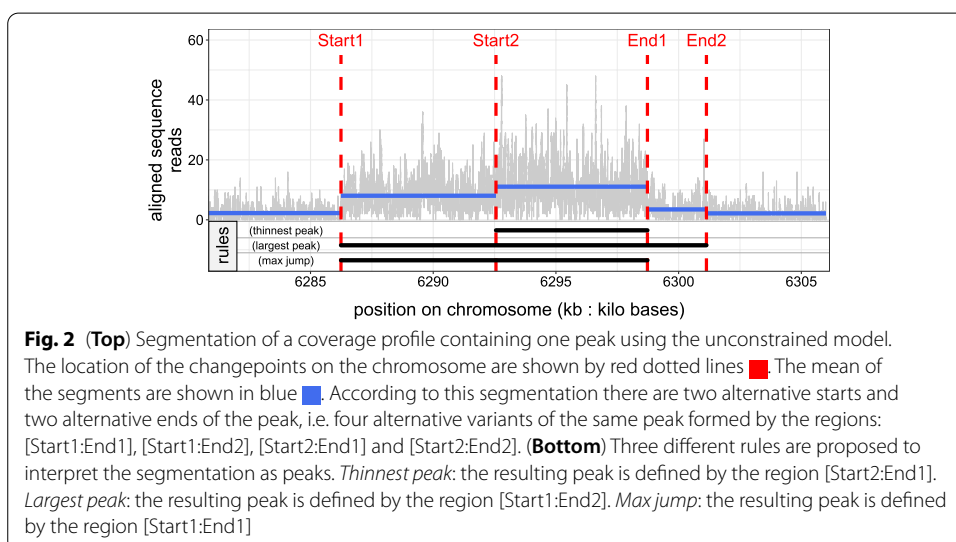 60
Start1 Start2 End1 End2
40
20
0
aligned sequence
reads
rules
(thinnest peak)
(largest peak)
(max jump)
6285 6290 6295 6300 6305
position on chromosome (kb : kilo bases)
Fig. 2 (Top) Segmentation of a coverage profile containing one peak using the unconstrained model.
The location of the changepoints on the chromosome are shown by red dotted lines . The mean of
the segments are shown in blue . According to this segmentation there are two alternative starts and
two alternative ends of the peak, i.e. four alternative variants of the same peak formed by the regions:
[Start1:End1], [Start1:End2], [Start2:End1] and [Start2:End2]. (Bottom) Three different rules are proposed to
interpret the segmentation as peaks. Thinnest peak: the resulting peak is defined by the region [Start2:End1].
Largest peak: the resulting peak is defined by the region [Start1:End2]. Max jump: the resulting peak is defined
by the region [Start1:End1]